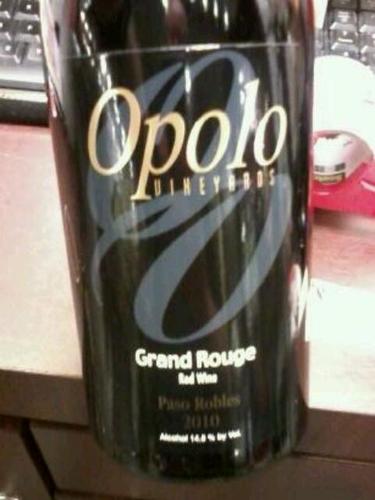 Opolo
VINEYARDS
Grand Rouge
Red Wine
Paso Robles
2010
Alcohol 14.8 % by Vol.